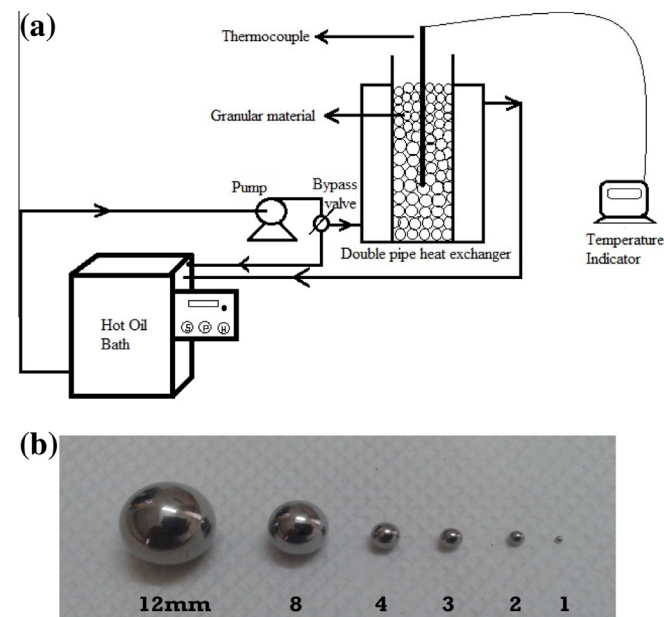 (a)
Thermocouple
Granular material
Pump
Bypass
valve
Double pipe heat exchanger
Temperature
Indicator
Hot Oil
Bath
S P H
(b)
12mm 8 4 3 2 1